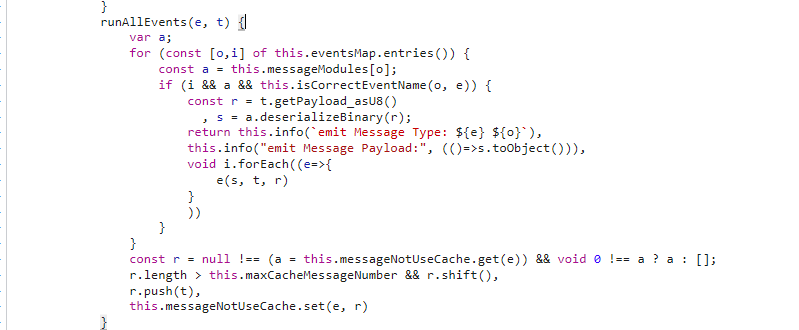 }
runAllEvents(e, t) {
var a;
for (const [o,i] of this.eventsMap.entries()) {
const a = this.messageModules[o];
if (i && a && this.isCorrectEventName(o, e)) {
const r = t.getPayload_asU8()
, s = a.deserializeBinary(r);
return this.info(`emit Message Type: ${e} ${o}`),
this.info("emit Message Payload:", (()=>s.toObject())),
void i.forEach((e=>{
e(s, t, r)
}
))
}
}
const r = null !== (a = this.messageNotUseCache.get(e)) && void 0 !== a ? a : [];
r.length > this.maxCacheMessageNumber && r.shift(),
r.push(t),
this.messageNotUseCache.set(e, r)
}